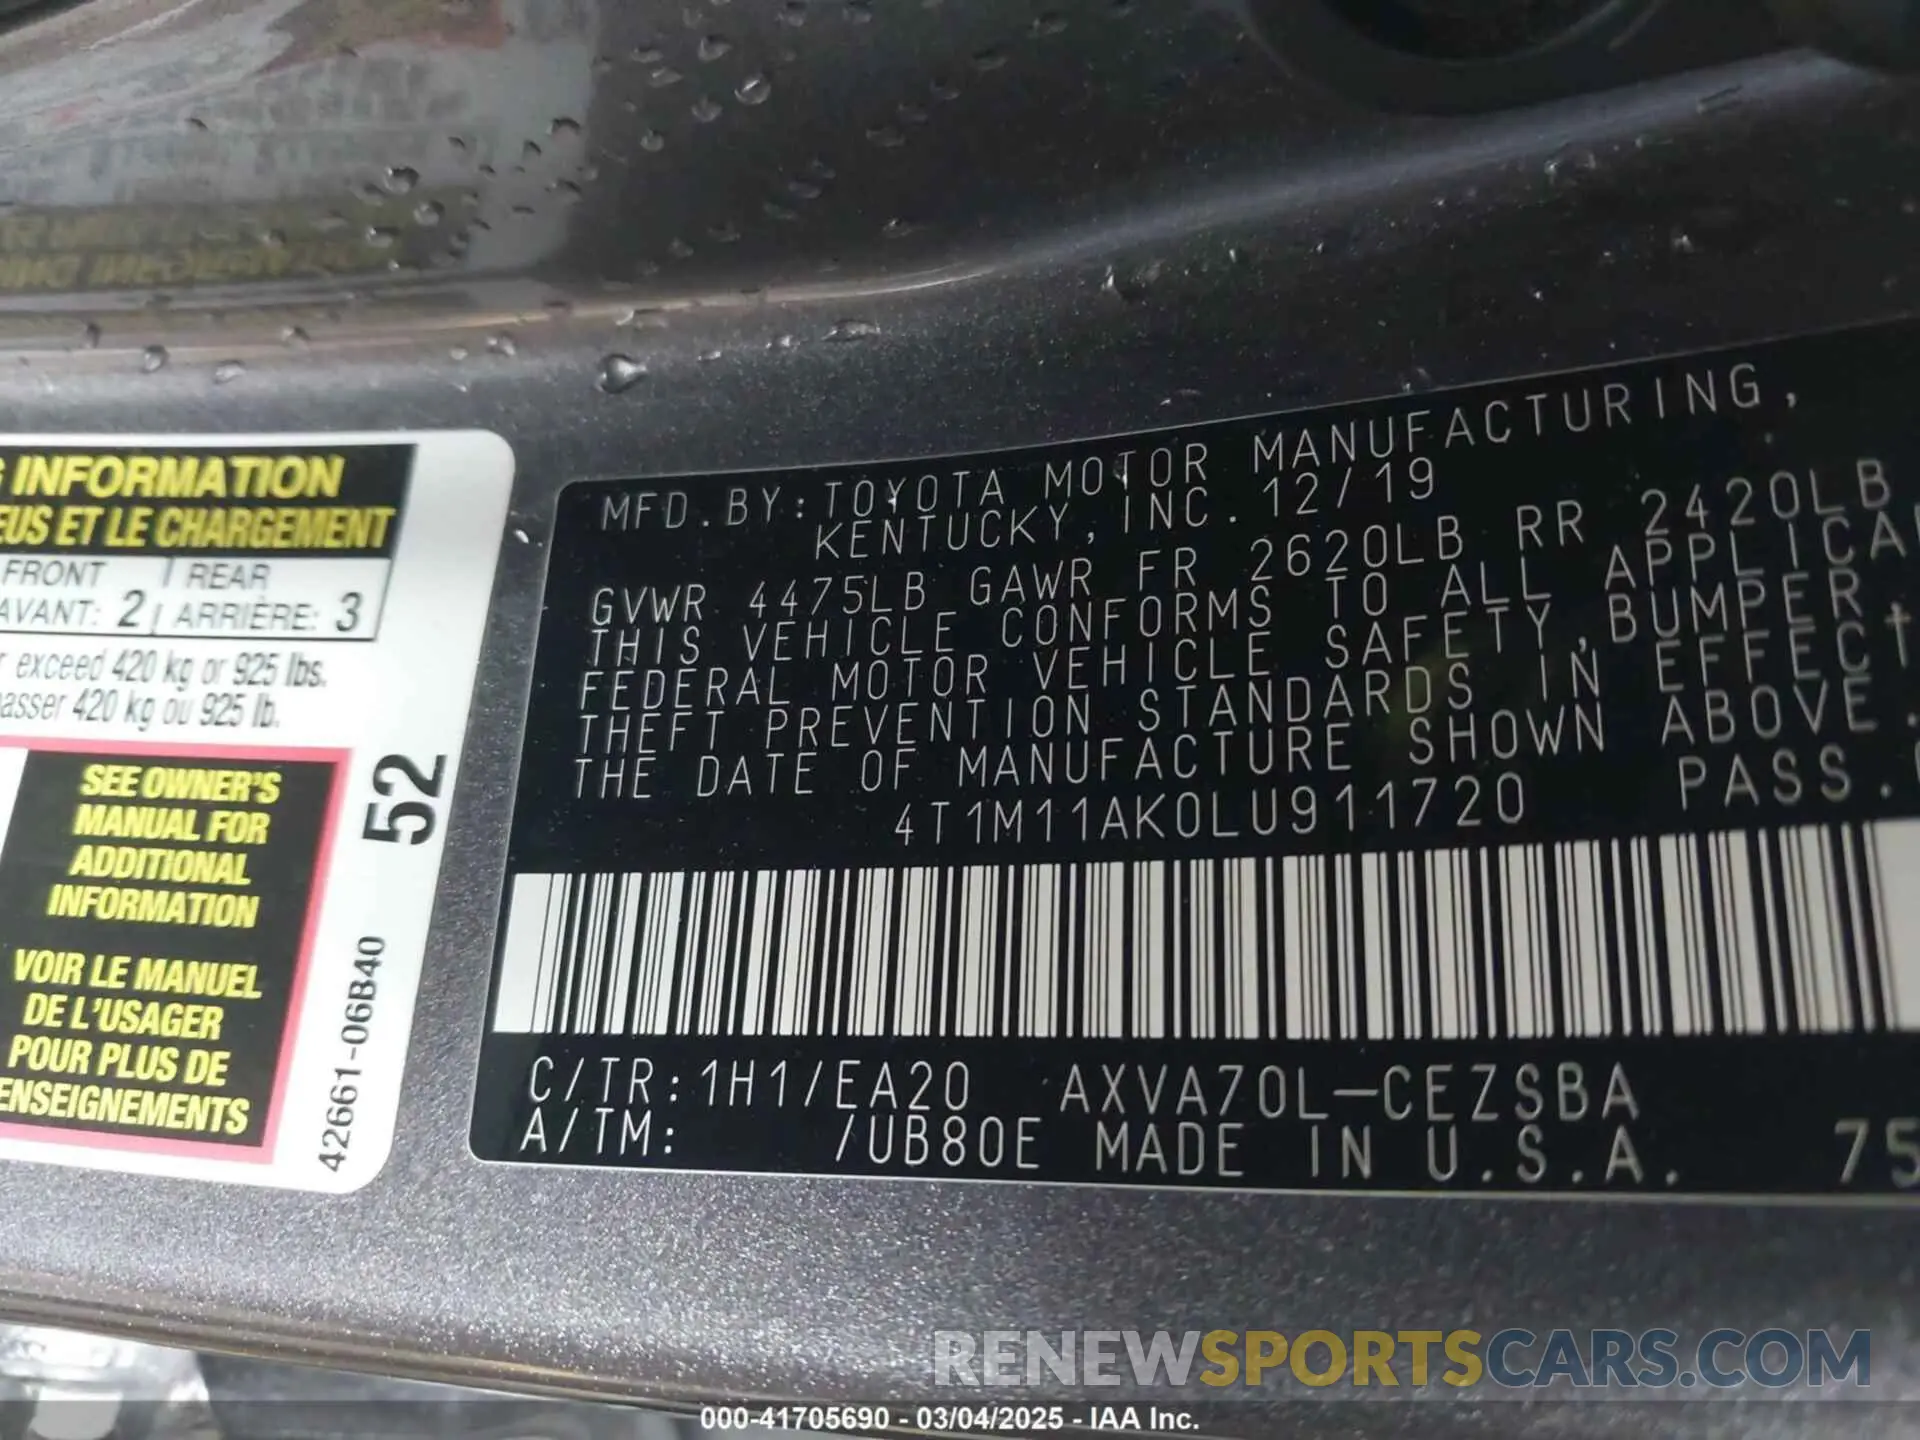 G INFORMATION
EUS ET LE CHARGEMENT
FRONT | REAR
AVANT: 2 | ARRIÈRE: 3
r exceed 420 kg or 925 lbs.
asser 420 kg ou 925 lb.
SEE OWNER'S
MANUAL FOR
ADDITIONAL
INFORMATION
VOIR LE MANUEL
DE L'USAGER
POUR PLUS DE
ENSEIGNEMENTS
52
42661-06B40
MFD.BY:TOYOTA MOTOR MANUFACTURING,
KENTUCKY,INC.12/19
GVWR 4475LB GAWR FR 2620LB RR 2420LB
THIS VEHICLE CONFORMS TO ALL APPLICA
FEDERAL MOTOR VEHICLE SAFETY,BUMPER,
THEFT PREVENTION STANDARDS IN EFFECT
THE DATE OF MANUFACTURE SHOWN ABOVE.
4T1M11AK0LU911720 PASS.
C/TR:1H1/EA20 AXVA70L-CEZSBA
A/TM: /UB80E MADE IN U.S.A. 75
RENEWSPORTSCARS.COM
000-41705690 - 03/04/2025 - IAA Inc.